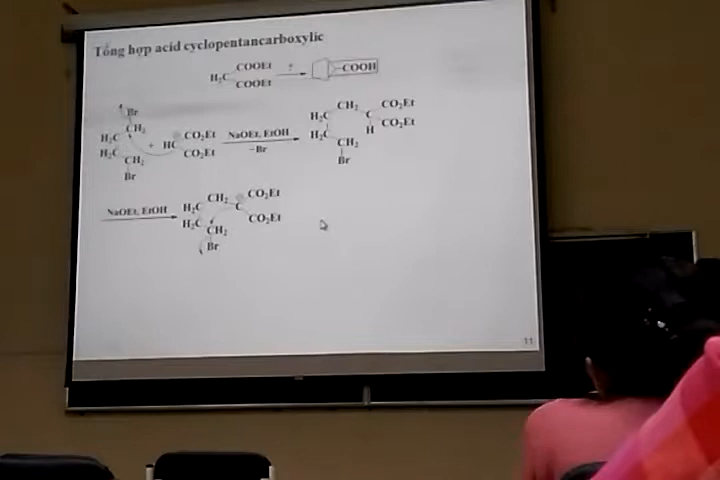 Tổng hợp acid cyclopentancarboxylic
COOEt
H₂C
COOEt
?
COOH
Br
CH₂
H₂C
H₂C
CH₂
Br
+
HC
CO₂Et
CO₂Et
NaOEt, EtOH
−Br
CH₂
H₂C
H₂C
CH₂
Br
C
H
CO₂Et
CO₂Et
NaOEt, EtOH
CH₂
H₂C
H₂C
CH₂
Br
C
CO₂Et
CO₂Et
11